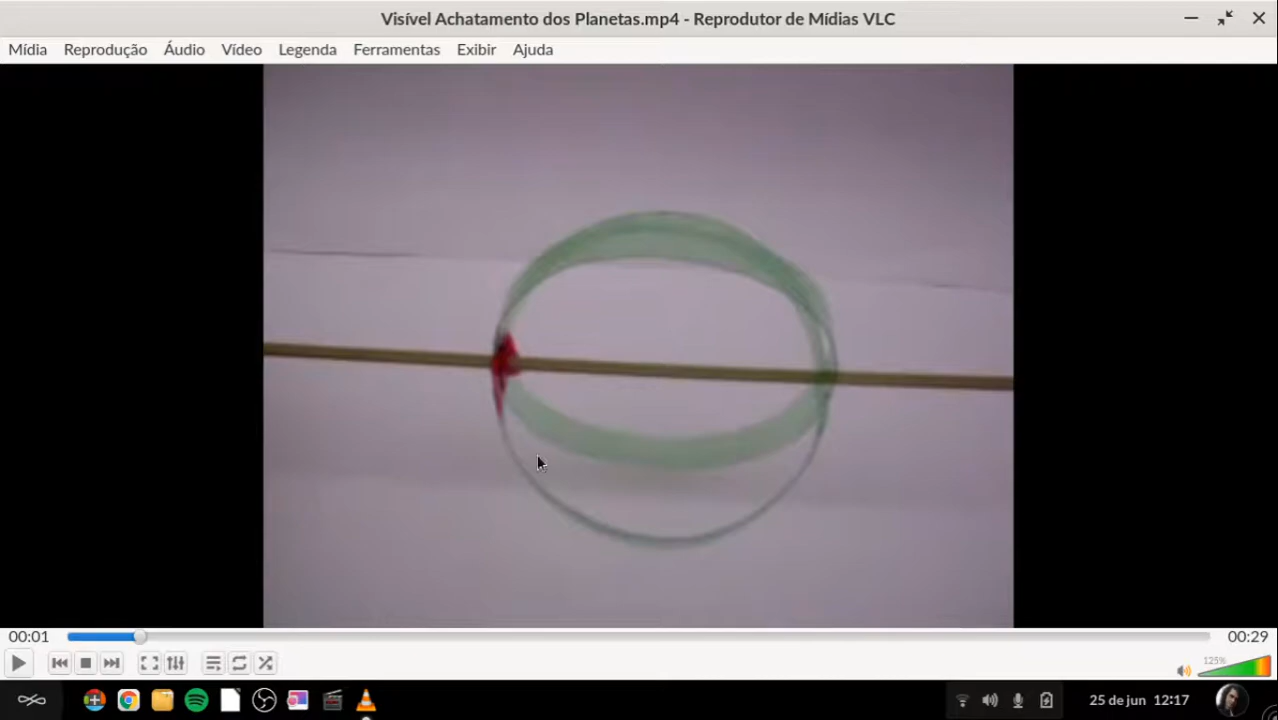 Visível Achatamento dos Planetas.mp4 - Reprodutor de Mídias VLC
Mídia Reprodução Áudio Vídeo Legenda Ferramentas Exibir Ajuda
00:01 00:29
125%
25 de jun 12:17